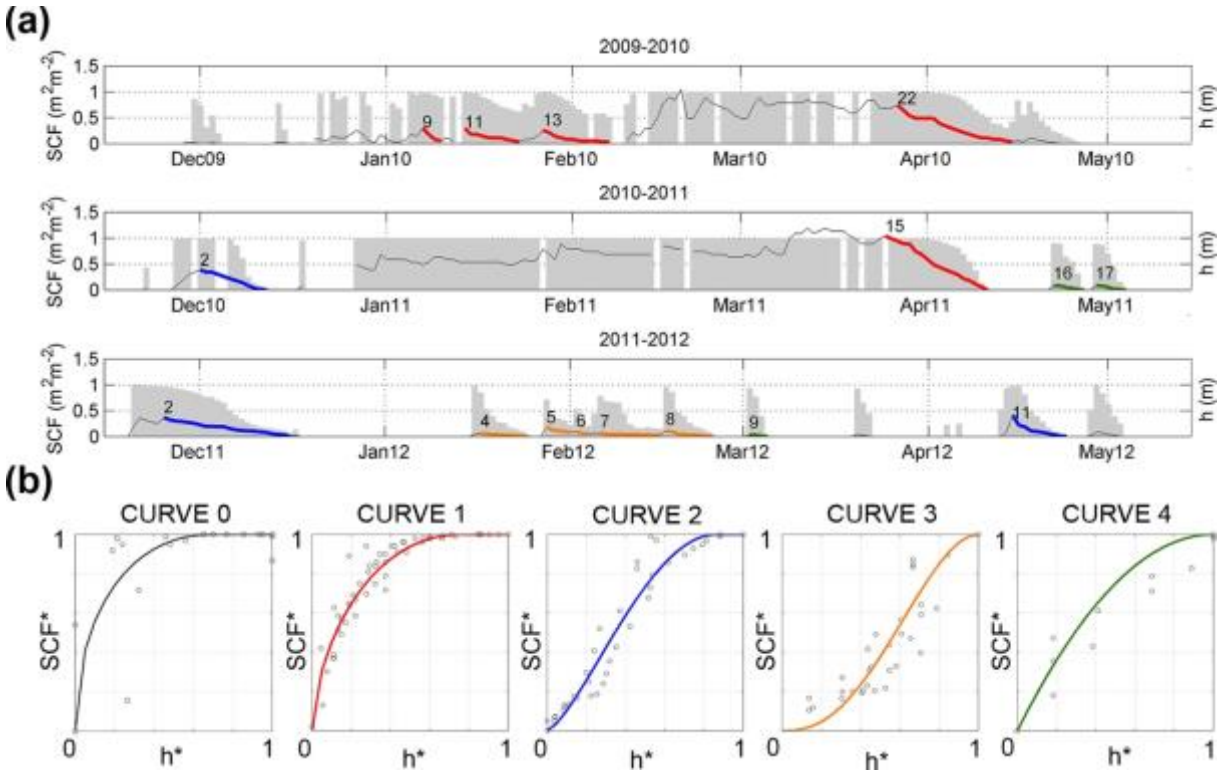 (a)
2009-2010
SCF (m²m⁻²)
1.5
1
0.5
0
9
11
13
22
h (m)
Dec09 Jan10 Feb10 Mar10 Apr10 May10
2010-2011
SCF (m²m⁻²)
1.5
1
0.5
0
2
15
16
17
h (m)
Dec10 Jan11 Feb11 Mar11 Apr11 May11
2011-2012
SCF (m²m⁻²)
1.5
1
0.5
0
2
4
5
6
7
8
9
11
h (m)
Dec11 Jan12 Feb12 Mar12 Apr12 May12
(b)
CURVE 0 CURVE 1 CURVE 2 CURVE 3 CURVE 4
1 1 1 1 1
SCF* SCF* SCF* SCF* SCF*
0 h* 1 0 h* 1 0 h* 1 0 h* 1 0 h* 1